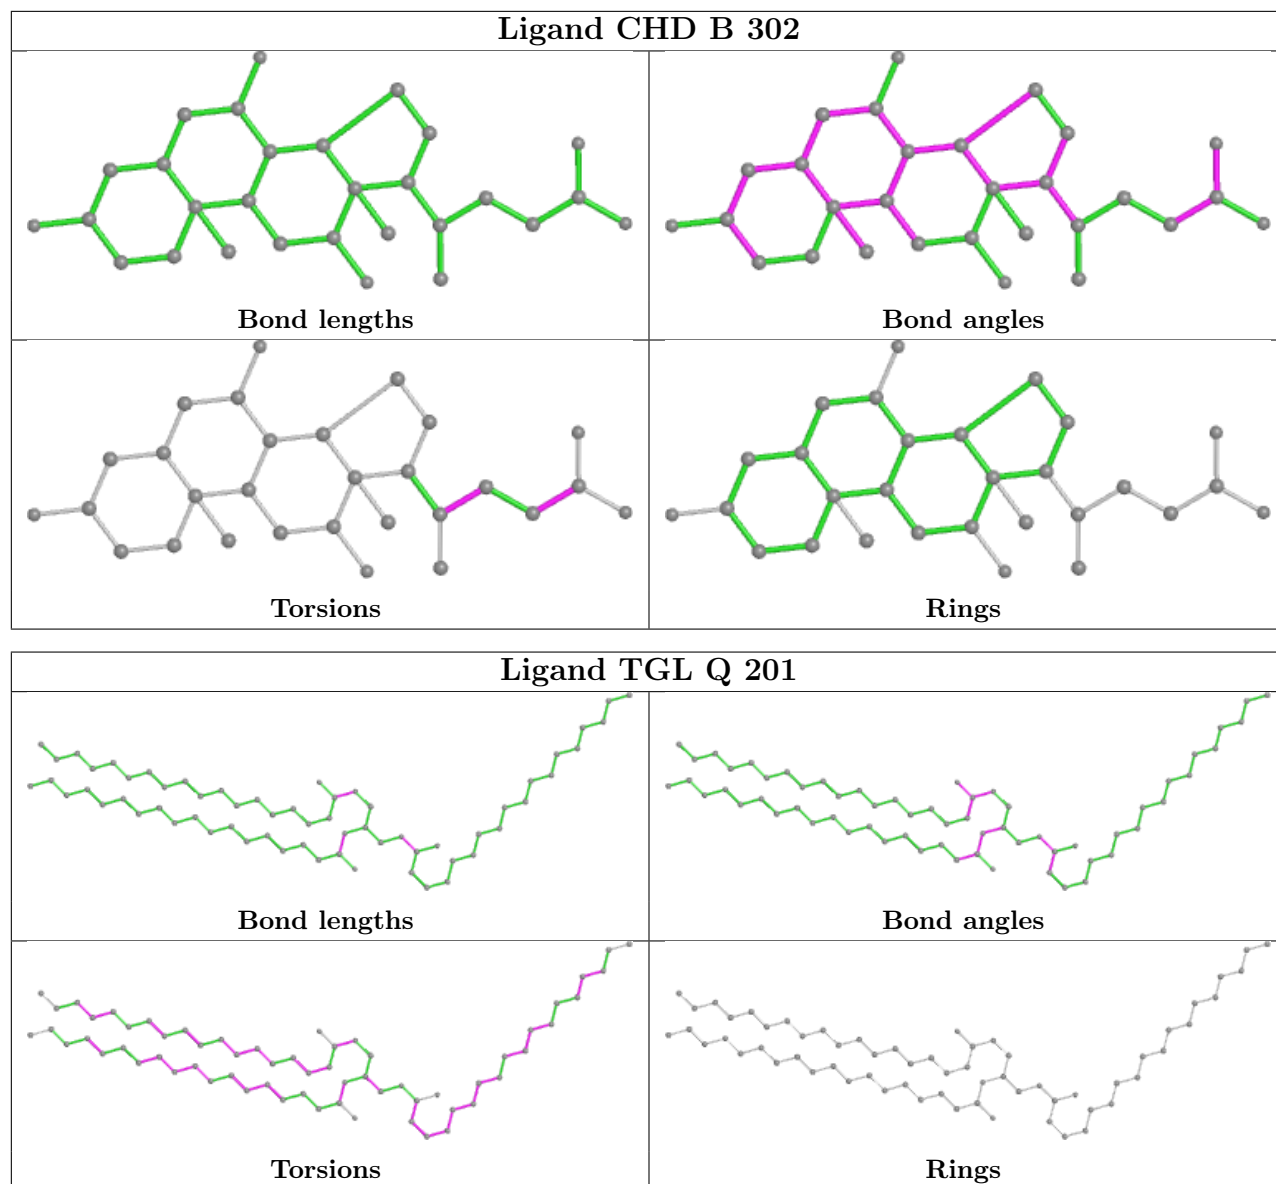 Ligand CHD B 302
Bond lengths
Bond angles
Torsions
Rings
Ligand TGL Q 201
Bond lengths
Bond angles
Torsions
Rings